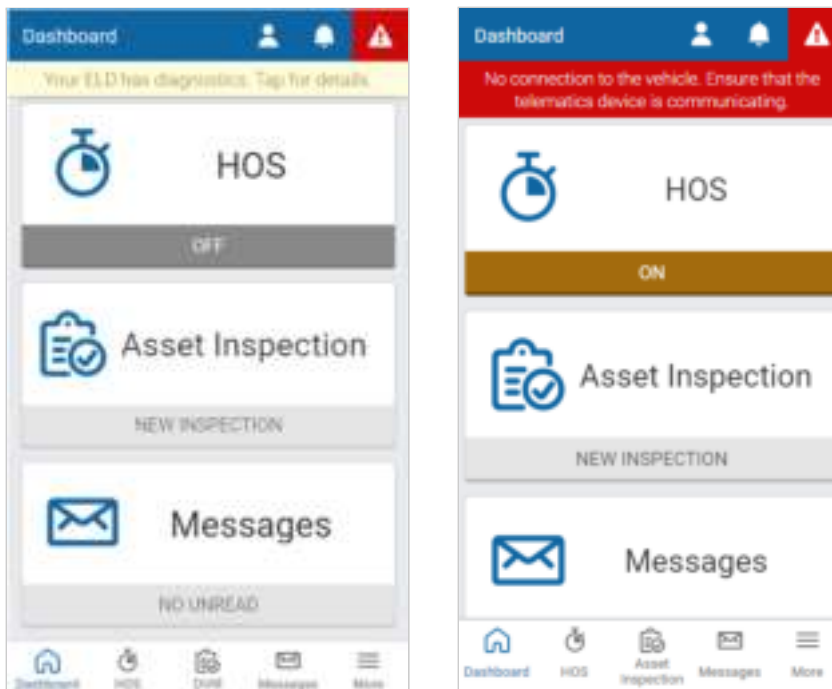 Dashboard
Your ELD has diagnostics. Tap for details.
HOS
OFF
Asset Inspection
NEW INSPECTION
Messages
NO UNREAD
Dashboard
HOS
DVIR
Messages
More
Dashboard
No connection to the vehicle. Ensure that the
telematics device is communicating.
HOS
ON
Asset Inspection
NEW INSPECTION
Messages
Dashboard
HOS
Asset
Inspection
Messages
More